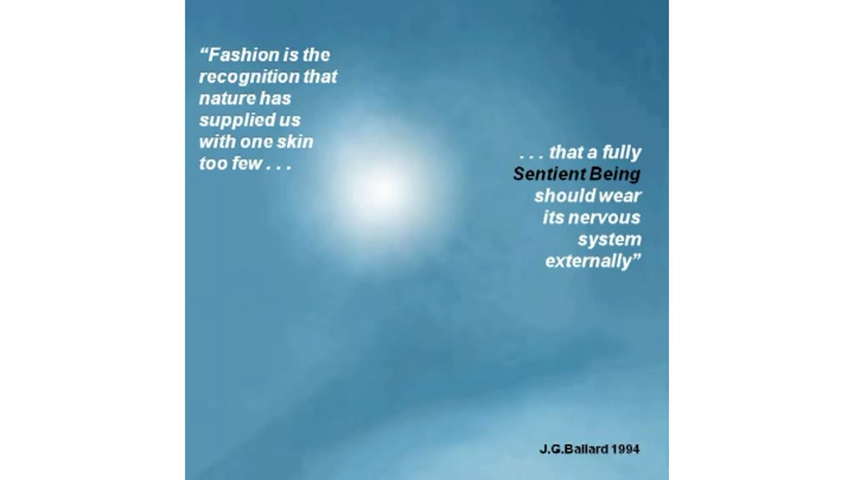 “Fashion is the
recognition that
nature has
supplied us
with one skin
too few . . .
. . . that a fully
Sentient Being
should wear
its nervous
system
externally”
J.G.Ballard 1994